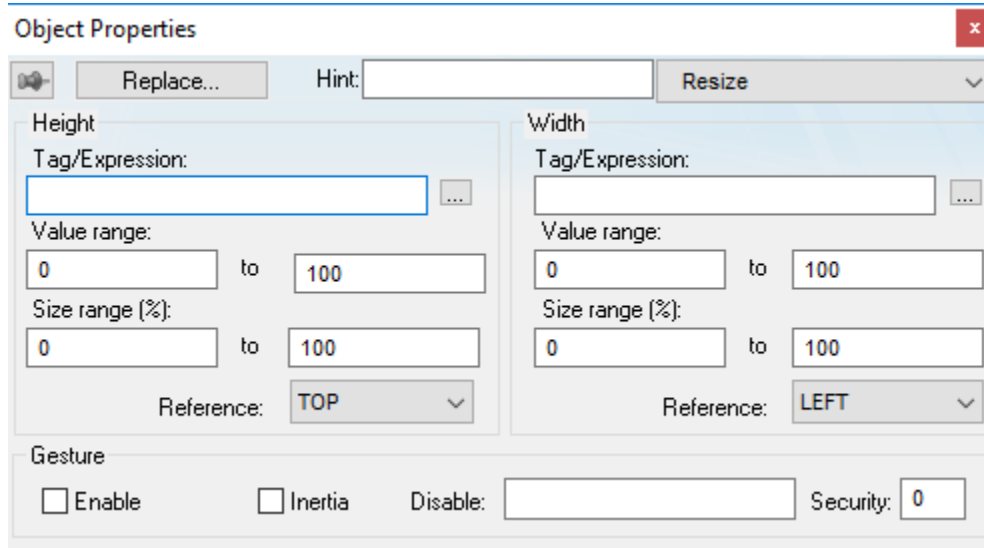 Object Properties x
Replace... Hint: Resize
Height Width
Tag/Expression: Tag/Expression:
... ...
Value range: Value range:
0 to 100 0 to 100
Size range (%): Size range (%):
0 to 100 0 to 100
Reference: TOP Reference: LEFT
Gesture
Enable Inertia Disable: Security: 0